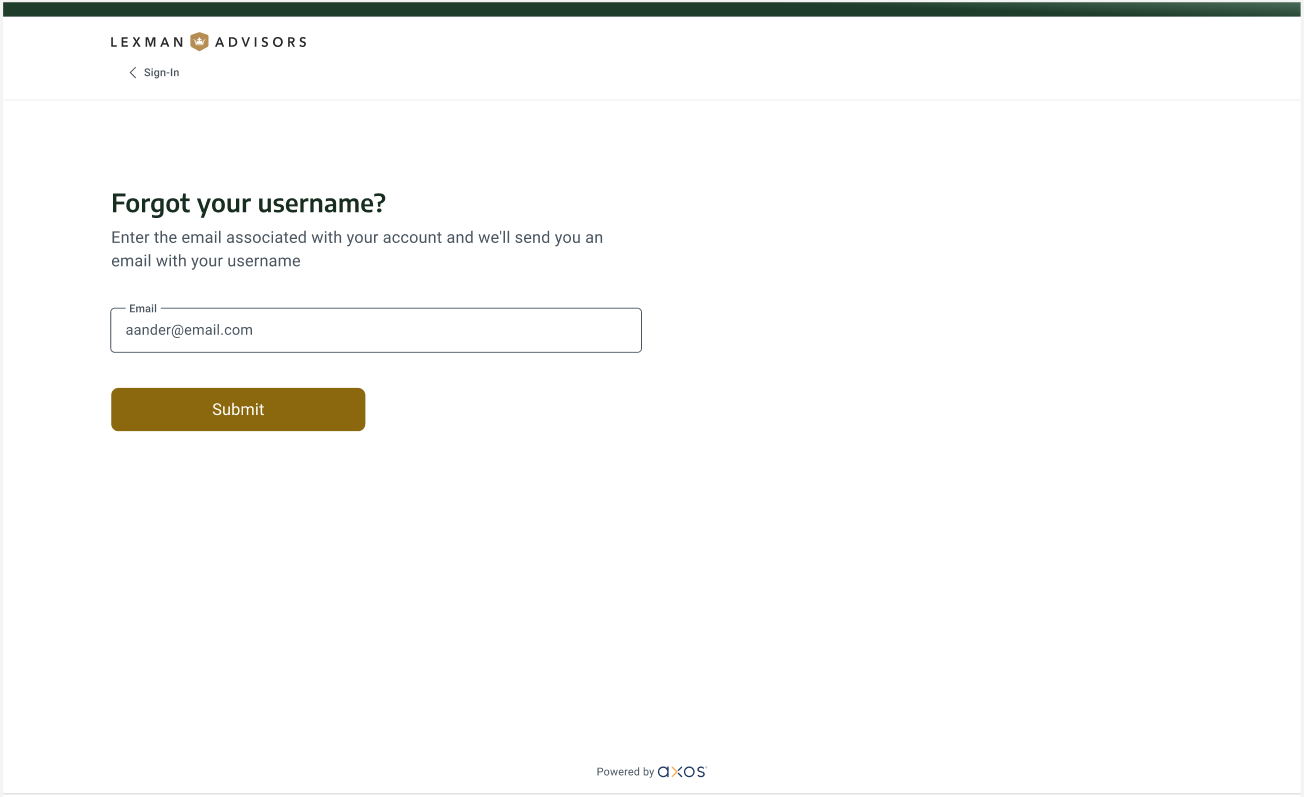 LEXMAN ADVISORS
Sign-In
Forgot your username?
Enter the email associated with your account and we'll send you an
email with your username
Email
aander@email.com
Submit
Powered by axos